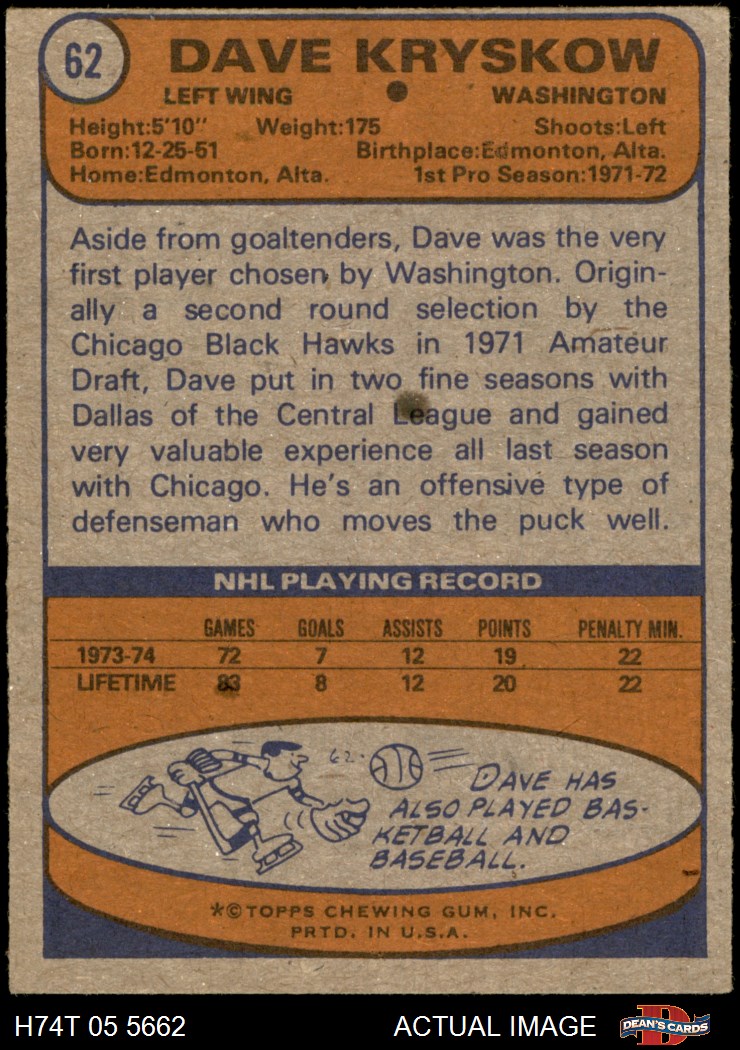 62
DAVE KRYSKOW
LEFT WING WASHINGTON
Height:5'10" Weight:175 Shoots:Left
Born:12-25-51 Birthplace:Edmonton, Alta.
Home:Edmonton, Alta. 1st Pro Season:1971-72
Aside from goaltenders, Dave was the very
first player chosen by Washington. Origin-
ally a second round selection by the
Chicago Black Hawks in 1971 Amateur
Draft, Dave put in two fine seasons with
Dallas of the Central League and gained
very valuable experience all last season
with Chicago. He's an offensive type of
defenseman who moves the puck well.
NHL PLAYING RECORD
GAMES GOALS ASSISTS POINTS PENALTY MIN.
1973-74 72 7 12 19 22
LIFETIME 83 8 12 20 22
62.
DAVE HAS
ALSO PLAYED BAS-
KETBALL AND
BASEBALL.
*©TOPPS CHEWING GUM, INC.
PRTD. IN U.S.A.
H74T 05 5662 ACTUAL IMAGE D DEAN'S CARDS